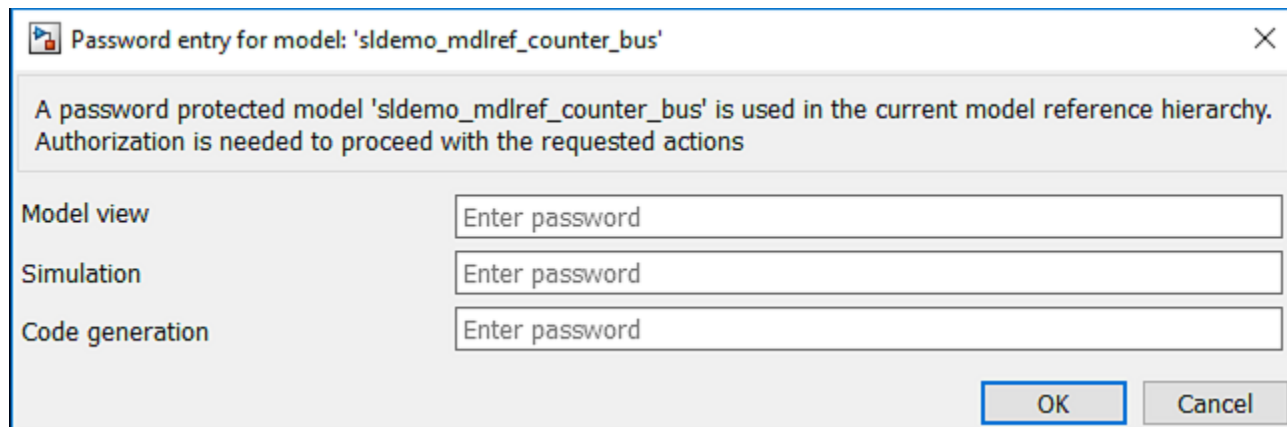 Password entry for model: 'sldemo_mdlref_counter_bus'
A password protected model 'sldemo_mdlref_counter_bus' is used in the current model reference hierarchy.
Authorization is needed to proceed with the requested actions
Model view Enter password
Simulation Enter password
Code generation Enter password
OK Cancel